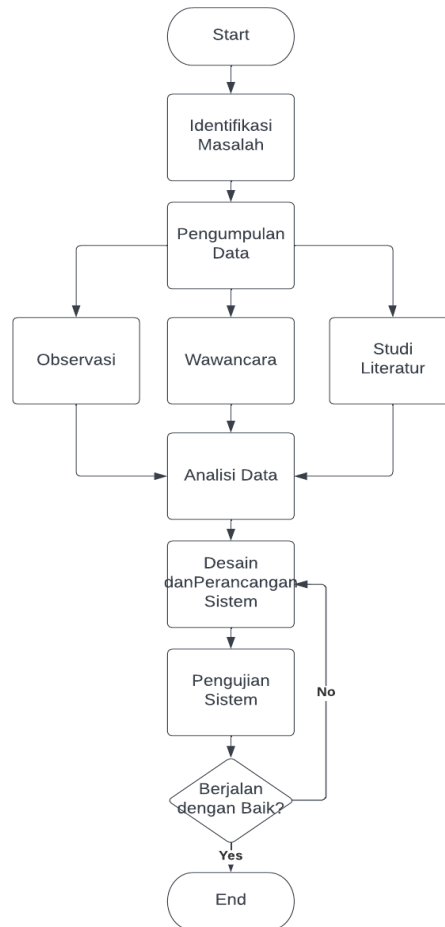 Start
Identifikasi
Masalah
Pengumpulan
Data
Observasi
Wawancara
Studi
Literatur
Analisi Data
Desain
danPerancangan
Sistem
Pengujian
Sistem
No
Berjalan
dengan Baik?
Yes
End